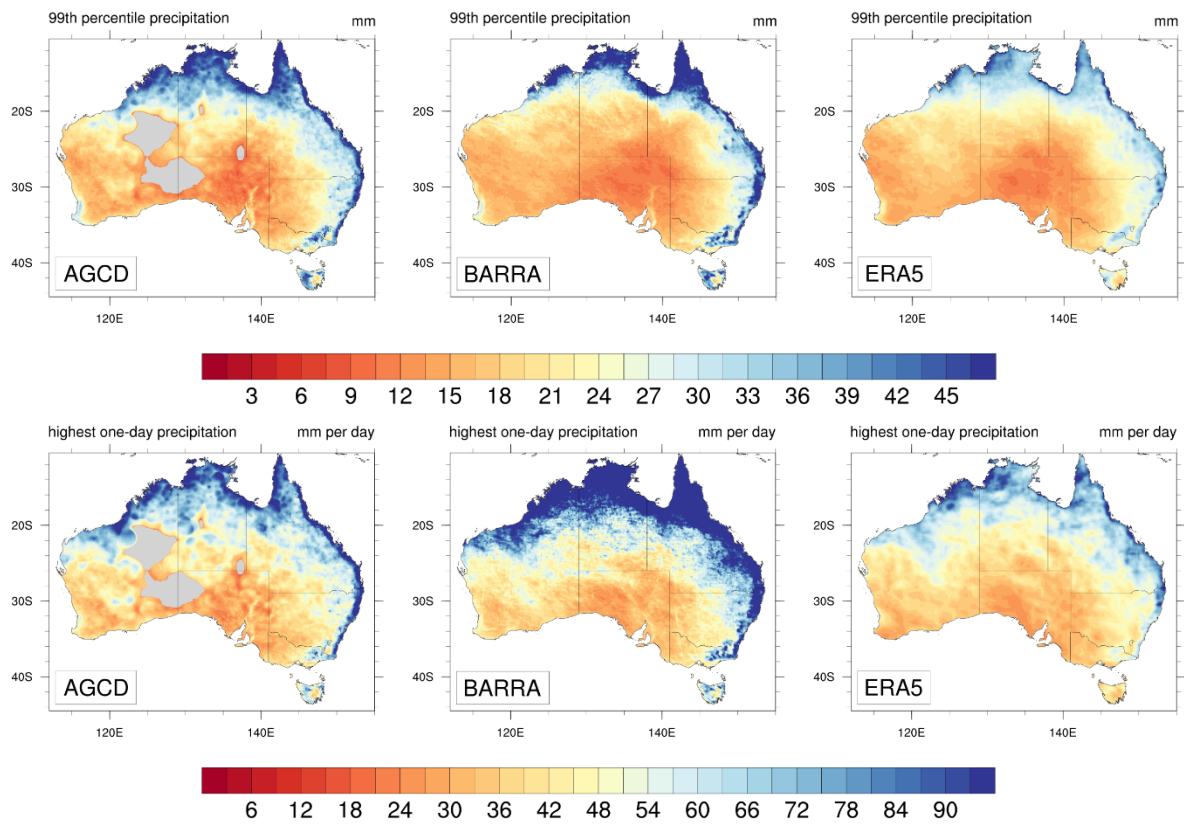 99th percentile precipitation mm
99th percentile precipitation mm
99th percentile precipitation mm
20S
30S
40S
AGCD
120E 140E
20S
30S
40S
BARRA
120E 140E
20S
30S
40S
ERA5
120E 140E
3 6 9 12 15 18 21 24 27 30 33 36 39 42 45
highest one-day precipitation mm per day
highest one-day precipitation mm per day
highest one-day precipitation mm per day
20S
30S
40S
AGCD
120E 140E
20S
30S
40S
BARRA
120E 140E
20S
30S
40S
ERA5
120E 140E
6 12 18 24 30 36 42 48 54 60 66 72 78 84 90